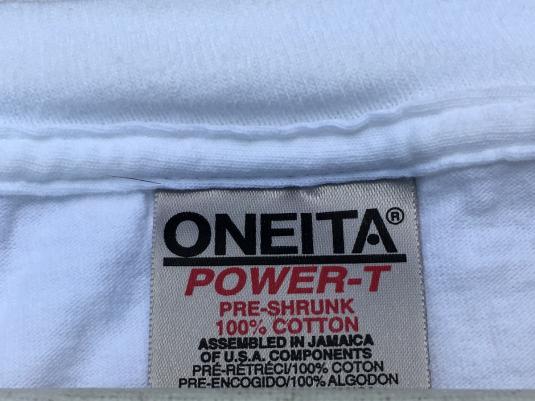 ONEITA®
POWER-T
PRE-SHRUNK
100% COTTON
ASSEMBLED IN JAMAICA
OF U.S.A. COMPONENTS
PRÉ-RÉTRÉCI/100% COTON
PRE-ENCOGIDO/100% ALGODON